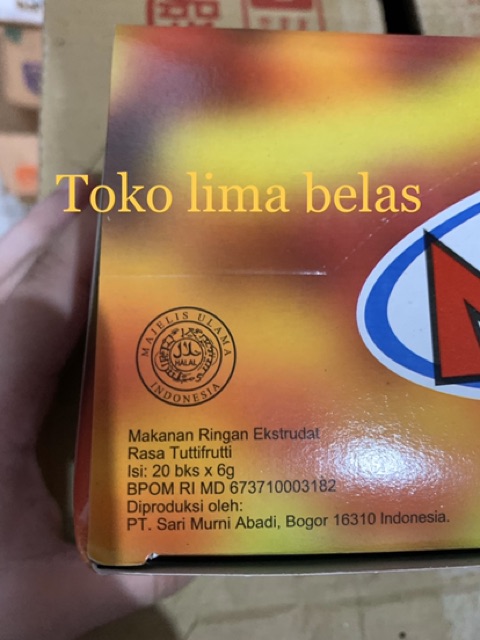 Toko lima belas
MAJELIS ULAMA
حلال
HALAL
INDONESIA
Makanan Ringan Ekstrudat
Rasa Tuttifrutti
Isi: 20 bks x 6g
BPOM RI MD 673710003182
Diproduksi oleh:
PT. Sari Murni Abadi, Bogor 16310 Indonesia.